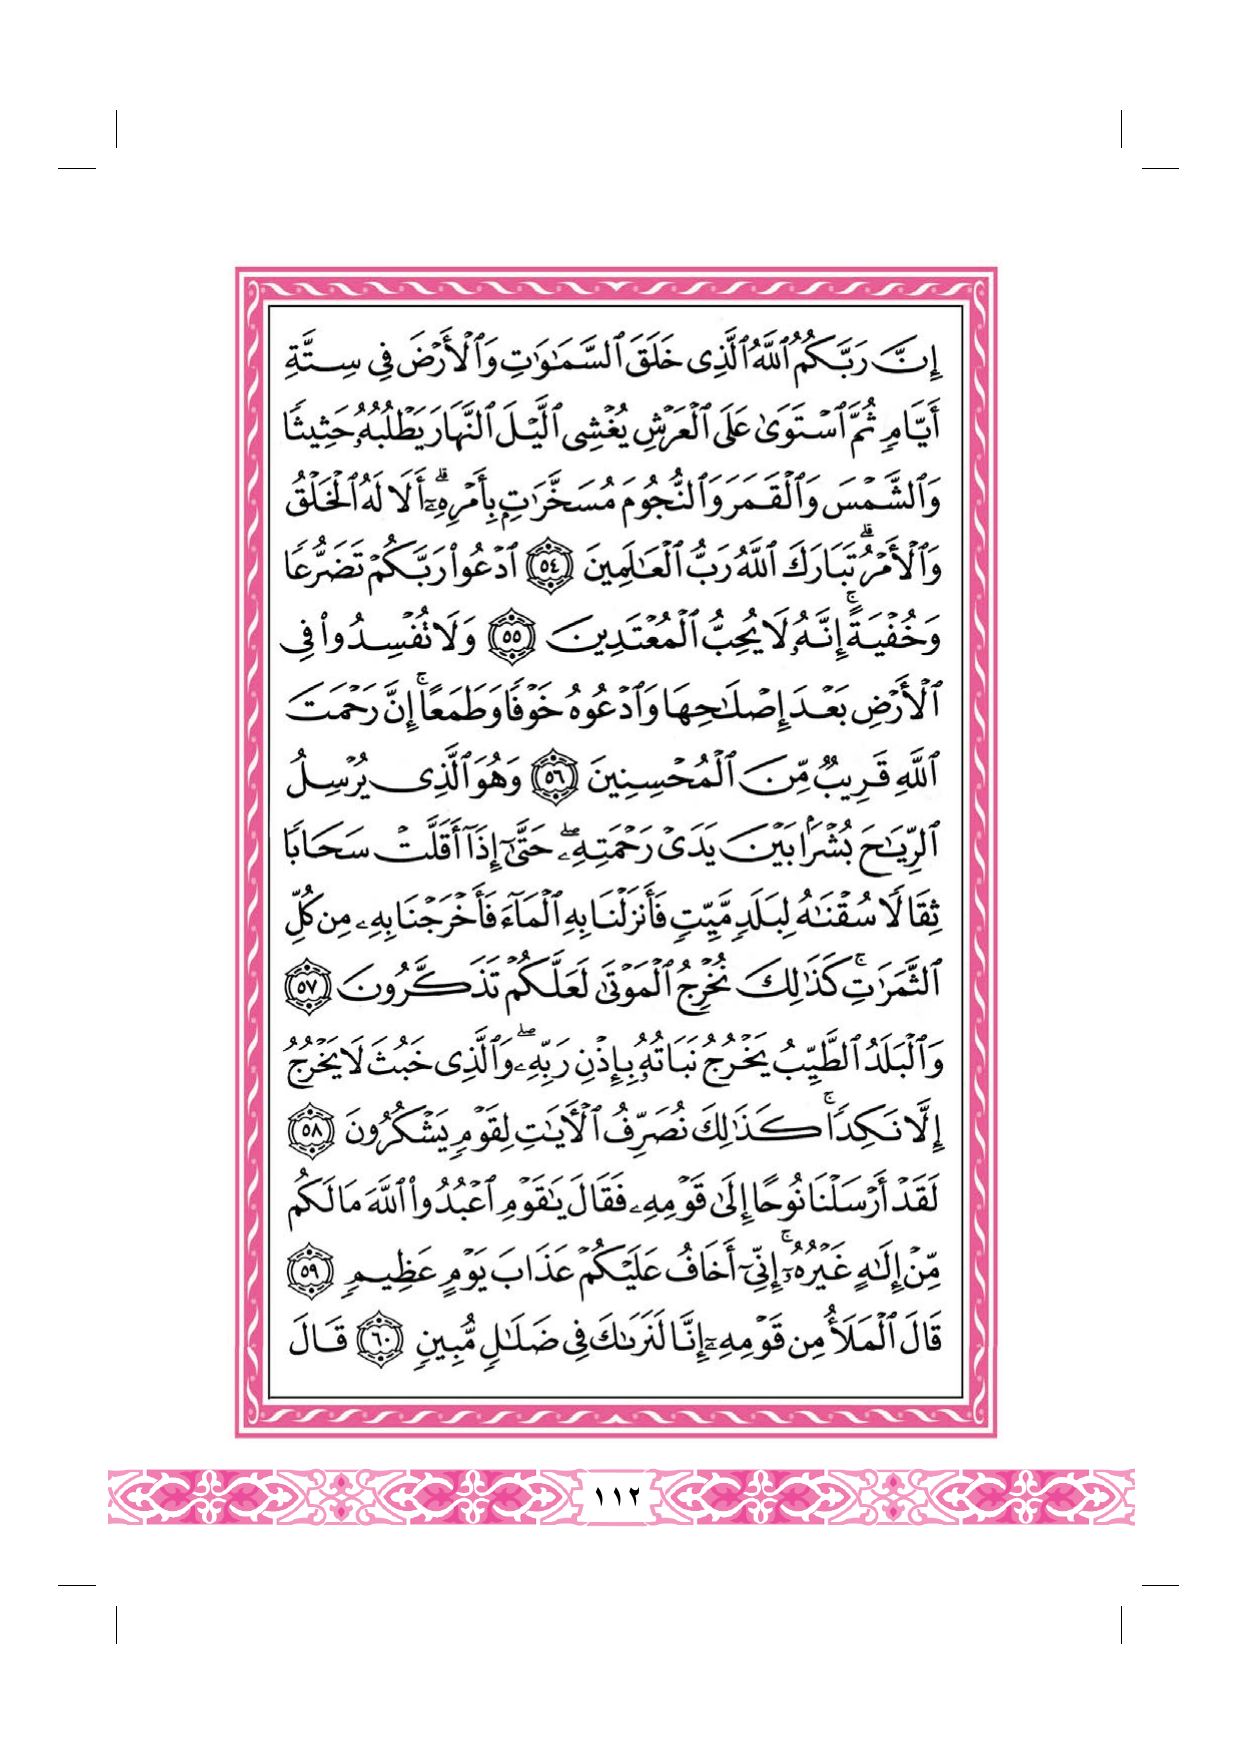 إِنَّ رَبَّكُمُ ٱللَّهُ ٱلَّذِى خَلَقَ ٱلسَّمَٰوَٰتِ وَٱلْأَرْضَ فِى سِتَّةِ
أَيَّامٍ ثُمَّ ٱسْتَوَىٰ عَلَى ٱلْعَرْشِ يُغْشِى ٱلَّيْلَ ٱلنَّهَارَ يَطْلُبُهُۥ حَثِيثًا
وَٱلشَّمْسَ وَٱلْقَمَرَ وَٱلنُّجُومَ مُسَخَّرَٰتٍۭ بِأَمْرِهِۦٓ ۗ أَلَا لَهُ ٱلْخَلْقُ
وَٱلْأَمْرُ ۗ تَبَارَكَ ٱللَّهُ رَبُّ ٱلْعَٰلَمِينَ ٥٤ ٱدْعُوا۟ رَبَّكُمْ تَضَرُّعًا
وَخُفْيَةً ۚ إِنَّهُۥ لَا يُحِبُّ ٱلْمُعْتَدِينَ ٥٥ وَلَا تُفْسِدُوا۟ فِى
ٱلْأَرْضِ بَعْدَ إِصْلَٰحِهَا وَٱدْعُوهُ خَوْفًا وَطَمَعًا ۚ إِنَّ رَحْمَتَ
ٱللَّهِ قَرِيبٌ مِّنَ ٱلْمُحْسِنِينَ ٥٦ وَهُوَ ٱلَّذِى يُرْسِلُ
ٱلرِّيَٰحَ بُشْرًۢا بَيْنَ يَدَىْ رَحْمَتِهِۦ ۖ حَتَّىٰٓ إِذَآ أَقَلَّتْ سَحَابًا
ثِقَالًا سُقْنَٰهُ لِبَلَدٍ مَّيِّتٍ فَأَنزَلْنَا بِهِ ٱلْمَآءَ فَأَخْرَجْنَا بِهِۦ مِن كُلِّ
ٱلثَّمَرَٰتِ ۚ كَذَٰلِكَ نُخْرِجُ ٱلْمَوْتَىٰ لَعَلَّكُمْ تَذَكَّرُونَ ٥٧
وَٱلْبَلَدُ ٱلطَّيِّبُ يَخْرُجُ نَبَاتُهُۥ بِإِذْنِ رَبِّهِۦ ۖ وَٱلَّذِى خَبُثَ لَا يَخْرُجُ
إِلَّا نَكِدًا ۚ كَذَٰلِكَ نُصَرِّفُ ٱلْـَٔايَٰتِ لِقَوْمٍ يَشْكُرُونَ ٥٨
لَقَدْ أَرْسَلْنَا نُوحًا إِلَىٰ قَوْمِهِۦ فَقَالَ يَٰقَوْمِ ٱعْبُدُوا۟ ٱللَّهَ مَا لَكُم
مِّنْ إِلَٰهٍ غَيْرُهُۥٓ ۚ إِنِّىٓ أَخَافُ عَلَيْكُمْ عَذَابَ يَوْمٍ عَظِيمٍ ٥٩
قَالَ ٱلْمَلَأُ مِن قَوْمِهِۦٓ إِنَّا لَنَرَىٰكَ فِى ضَلَٰلٍ مُّبِينٍ ٦٠ قَالَ
١١٢